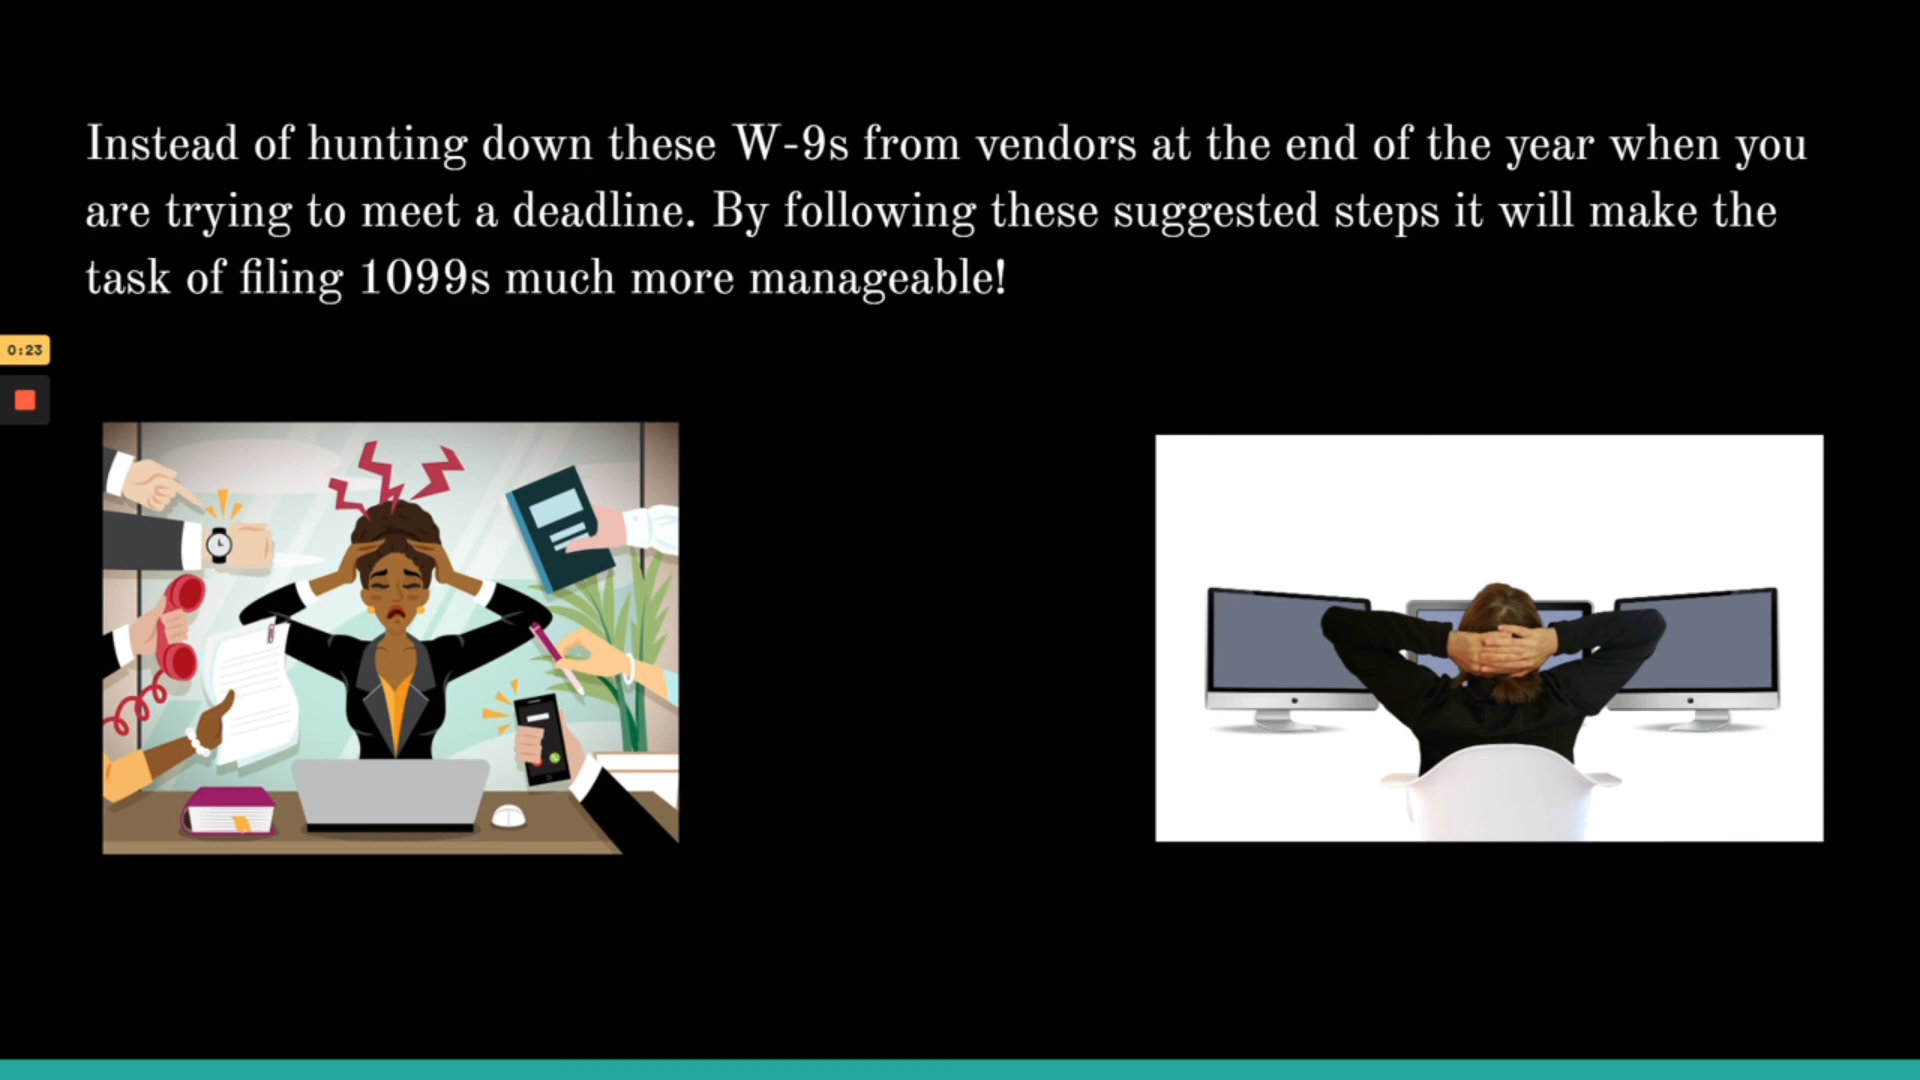 Instead of hunting down these W-9s from vendors at the end of the year when you
are trying to meet a deadline. By following these suggested steps it will make the
task of filing 1099s much more manageable!
0:23